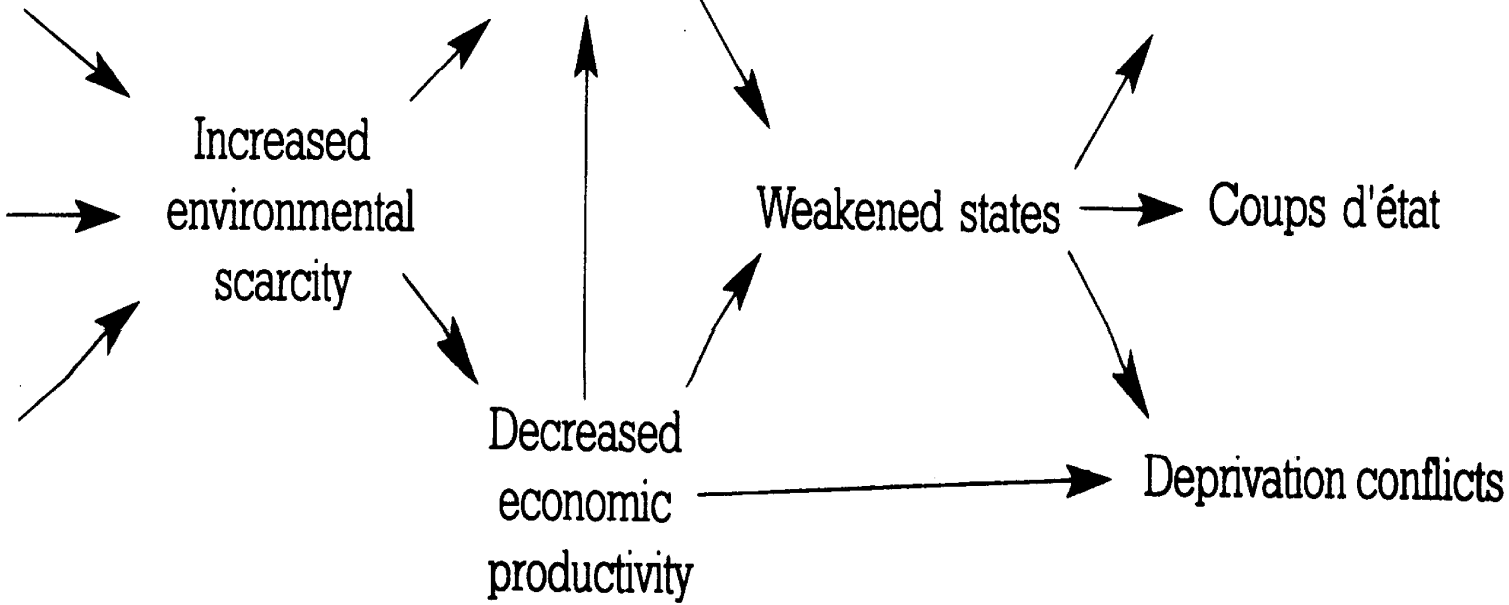 Increased
environmental
scarcity
Decreased
economic
productivity
Weakened states
Coups d'état
Deprivation conflicts